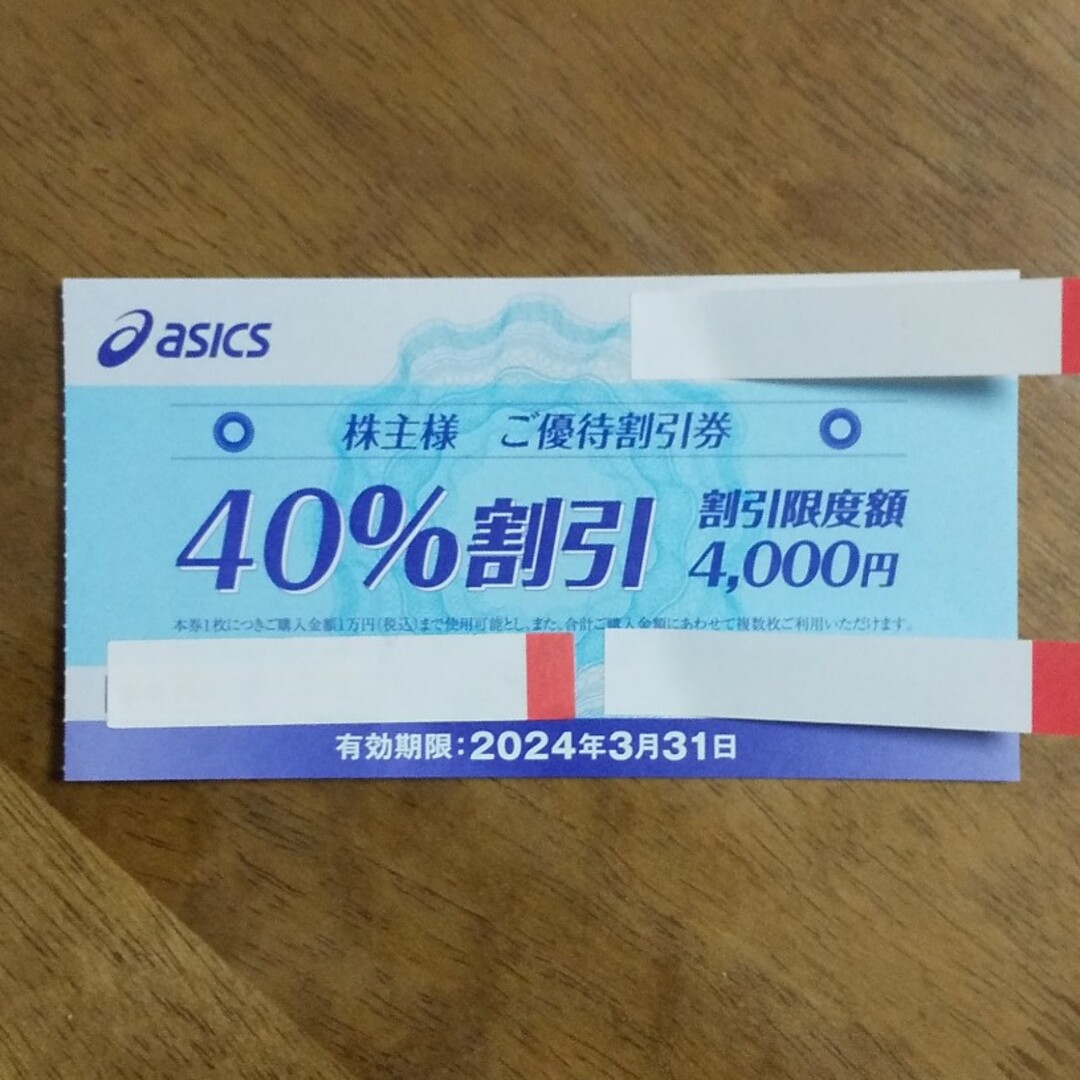 asics
株主様 ご優待割引券
40%割引
割引限度額
4,000円
本券1枚につきご購入金額1万円(税込)まで使用可能とし、また、合計ご購入金額にあわせて複数枚ご利用いただけます。
有効期限:2024年3月31日